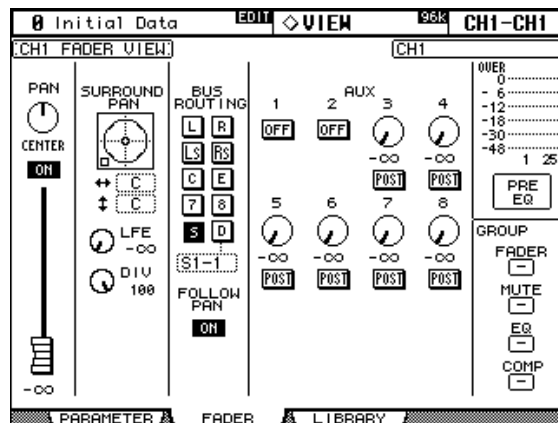 0 Initial Data EDIT ◇VIEW 96k CH1-CH1
CH1 FADER VIEW
CH1
PAN
CENTER
ON
-∞
SURROUND
PAN
↔ C
↕ C
LFE
-∞
DIV
100
BUS
ROUTING
L R
Ls Rs
C E
7 8
S D
S1-1
FOLLOW
PAN
ON
AUX
1 2 3 4
OFF OFF
-∞ -∞
POST POST
5 6 7 8
-∞ -∞ -∞ -∞
POST POST POST POST
OVER
0
- 6
-12
-18
-30
-48
1 25
PRE
EQ
GROUP
FADER
-
MUTE
-
EQ
-
COMP
-
PARAMETER FADER LIBRARY